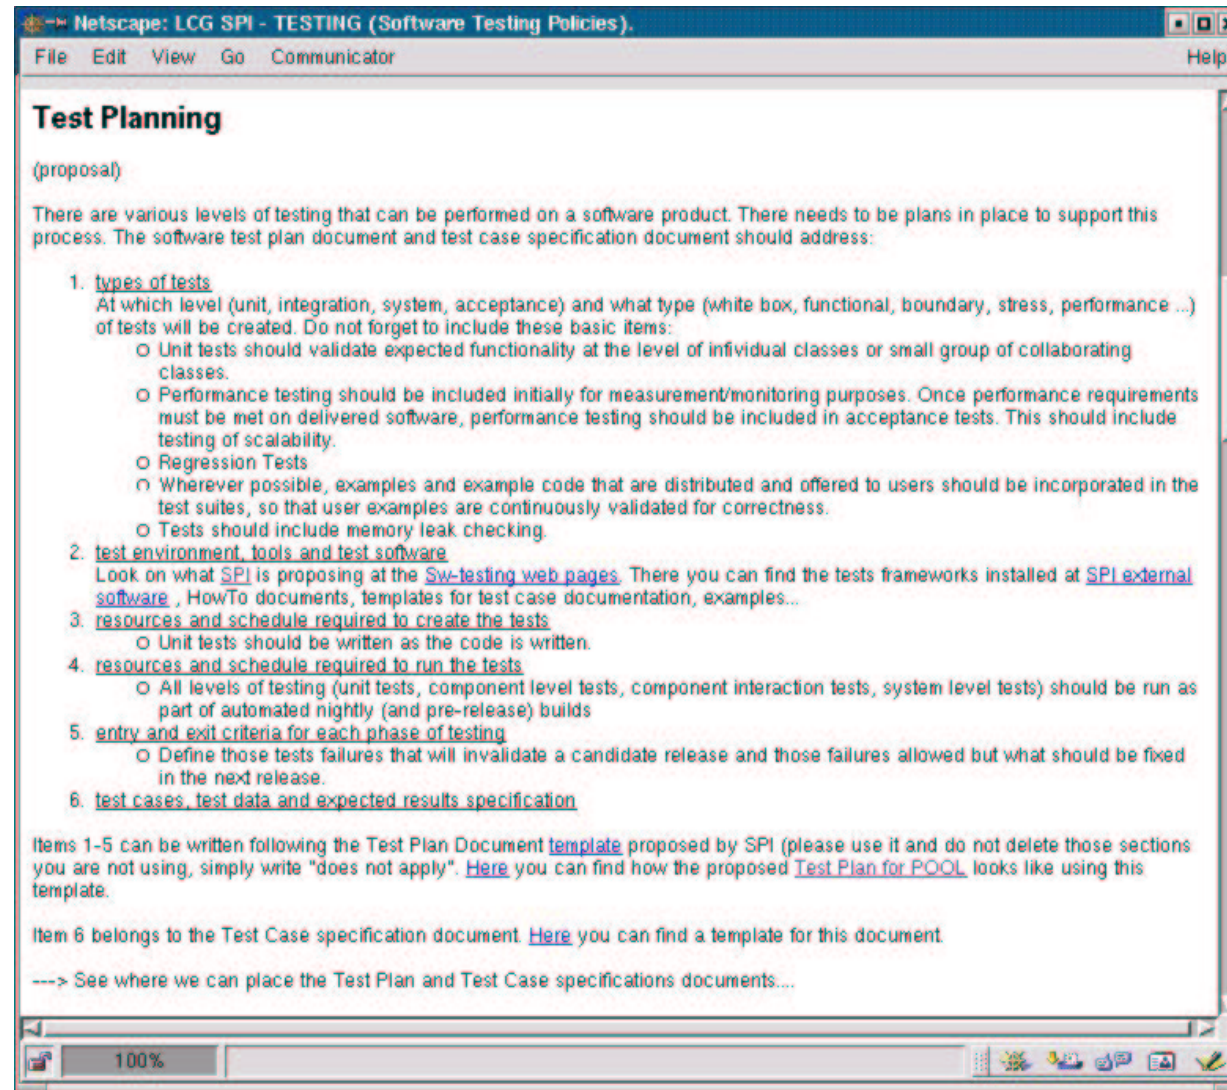 Netscape: LCG SPI - TESTING (Software Testing Policies).
File Edit View Go Communicator Help
Test Planning
(proposal)
There are various levels of testing that can be performed on a software product. There needs to be plans in place to support this
process. The software test plan document and test case specification document should address:
1. types of tests
At which level (unit, integration, system, acceptance) and what type (white box, functional, boundary, stress, performance ...)
of tests will be created. Do not forget to include these basic items:
o Unit tests should validate expected functionality at the level of infividual classes or small group of collaborating
classes.
o Performance testing should be included initially for measurement/monitoring purposes. Once performance requirements
must be met on delivered software, performance testing should be included in acceptance tests. This should include
testing of scalability.
o Regression Tests
o Wherever possible, examples and example code that are distributed and offered to users should be incorporated in the
test suites, so that user examples are continuously validated for correctness.
o Tests should include memory leak checking.
2. test environment, tools and test software
Look on what SPI is proposing at the Sw-testing web pages. There you can find the tests frameworks installed at SPI external
software , HowTo documents, templates for test case documentation, examples...
3. resources and schedule required to create the tests
o Unit tests should be written as the code is written.
4. resources and schedule required to run the tests
o All levels of testing (unit tests, component level tests, component interaction tests, system level tests) should be run as
part of automated nightly (and pre-release) builds
5. entry and exit criteria for each phase of testing
o Define those tests failures that will invalidate a candidate release and those failures allowed but what should be fixed
in the next release.
6. test cases, test data and expected results specification
Items 1-5 can be written following the Test Plan Document template proposed by SPI (please use it and do not delete those sections
you are not using, simply write "does not apply". Here you can find how the proposed Test Plan for POOL looks like using this
template.
Item 6 belongs to the Test Case specification document. Here you can find a template for this document.
---> See where we can place the Test Plan and Test Case specifications documents....
100%